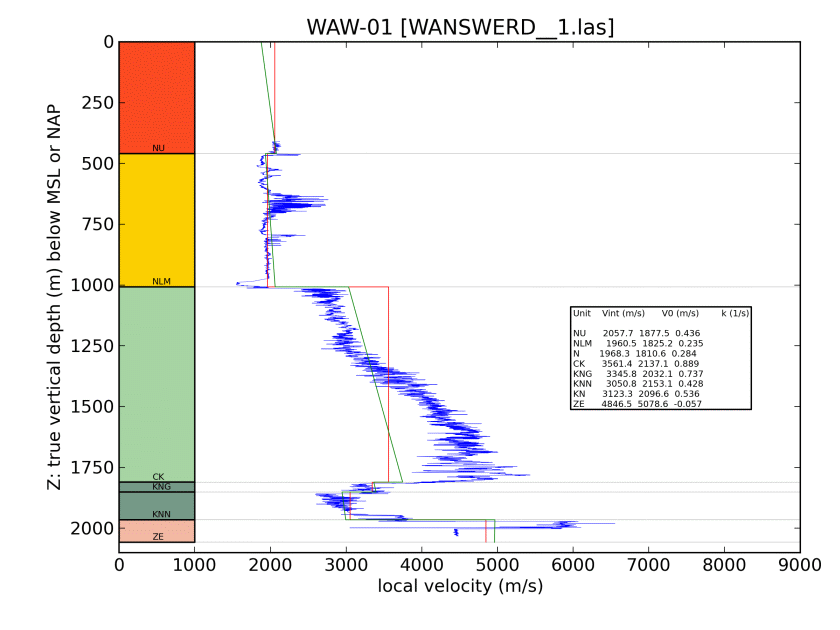 WAW-01 [WANSWERD__1.las]
0
250
500
750
1000
1250
1500
1750
2000
Z: true vertical depth (m) below MSL or NAP
NU
NLM
CK
KNG
KNN
ZE
Unit Vint (m/s) V0 (m/s) k (1/s)
NU 2057.7 1877.5 0.436
NLM 1960.5 1825.2 0.235
N 1968.3 1810.6 0.284
CK 3561.4 2137.1 0.889
KNG 3345.8 2032.1 0.737
KNN 3050.8 2153.1 0.428
KN 3123.3 2096.6 0.536
ZE 4846.5 5078.6 -0.057
0 1000 2000 3000 4000 5000 6000 7000 8000 9000
local velocity (m/s)